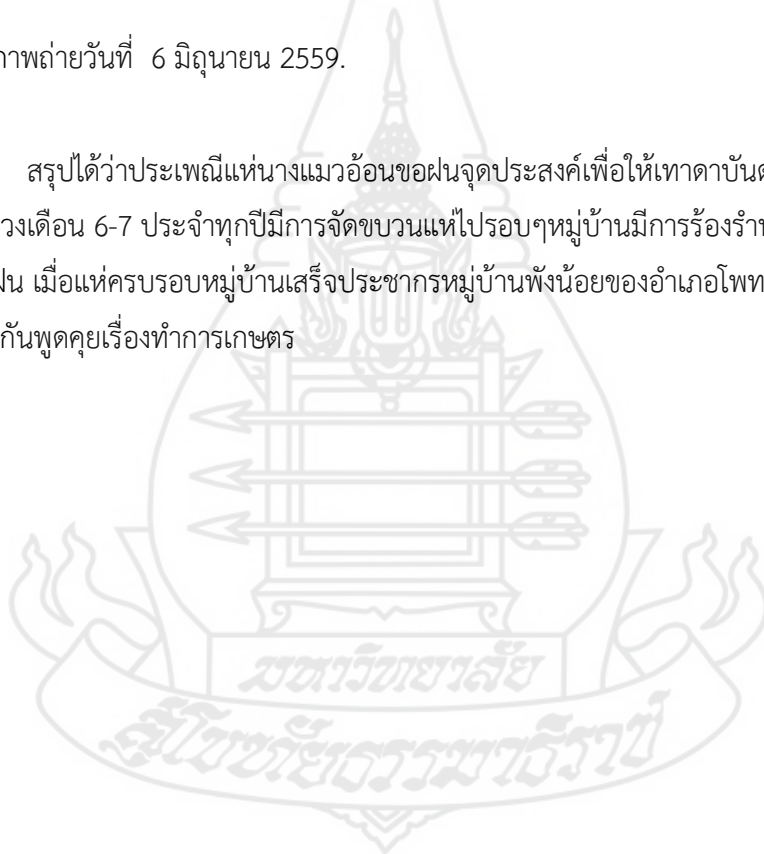 าพถ่ายวันที่ 6 มิถุนายน 2559.
สรุปได้ว่าประเพณีแห่นางแมวอ้อนขอฝนจุดประสงค์เพื่อให้เทาดาบันด
วงเดือน 6-7 ประจำทุกปีมีการจัดขบวนแห่ไปรอบๆหมู่บ้านมีการร้องรำ
ฝน เมื่อแห่ครบรอบหมู่บ้านเสร็จประชากรหมู่บ้านพังน้อยของอำเภอโพท
กันพูดคุยเรื่องทำการเกษตร
มหาวิทยาลัย
สุโขทัยธรรมาธิราช